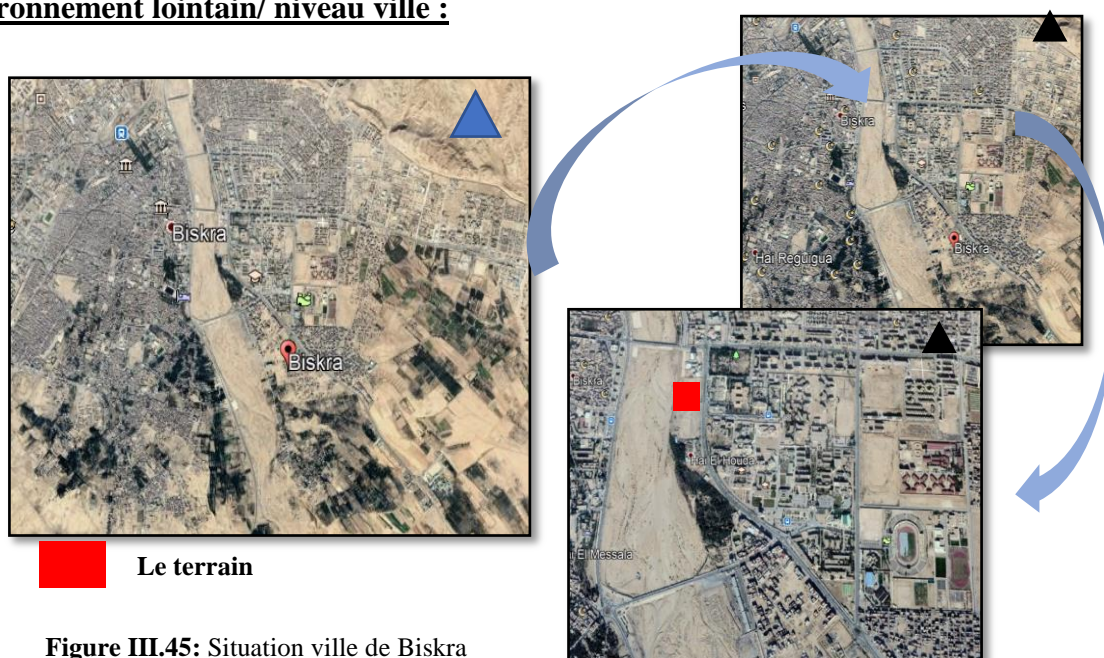 ronnement lointain/ niveau ville :
Biskra
Biskra
Biskra
Hai Reguigua
Biskra
Biskra
Hai El Houda
El Messala
Le terrain
Figure III.45: Situation ville de Biskra